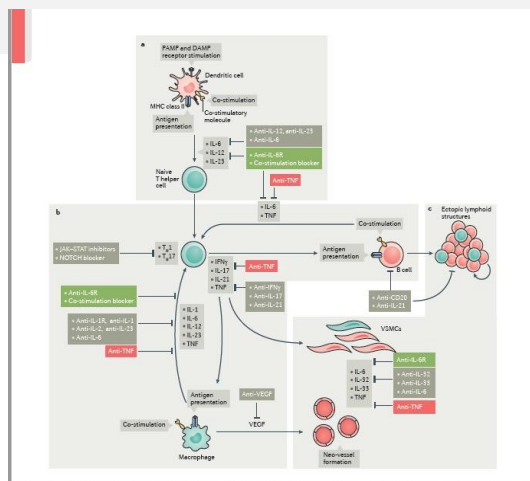 a
PAMP and DAMP
receptor stimulation
Dendritic cell
MHC class II
Co-stimulation
Co-stimulatory
molecule
Antigen
presentation
• IL-6
• IL-12
• IL-23
• Anti-IL-12, anti-IL-23
• Anti-IL-6
• Anti-IL-6R
• Co-stimulation blocker
Naive
T helper
cell
Anti-TNF
• IL-6
• TNF
b
Co-stimulation
c
Ectopic lymphoid
structures
• JAK–STAT inhibitors
• NOTCH blocker
• TH1
• TH17
Antigen
presentation
B cell
• IFNγ
• IL-17
• IL-21
• TNF
Anti-TNF
• Anti-IFNγ
• Anti-IL-17
• Anti-IL-21
• Anti-CD20
• Anti-IL-21
• Anti-IL-6R
• Co-stimulation blocker
• Anti-IL-1R, anti-IL-1
• Anti-IL-2, anti-IL-23
• Anti-IL-6
Anti-TNF
• IL-1
• IL-6
• IL-12
• IL-23
• TNF
VSMCs
• IL-6
• IL-32
• IL-33
• TNF
• Anti-IL-6R
• Anti-IL-32
• Anti-IL-33
• Anti-IL-6
Anti-TNF
Antigen
presentation
Anti-VEGF
VEGF
Co-stimulation
Macrophage
Neo-vessel
formation